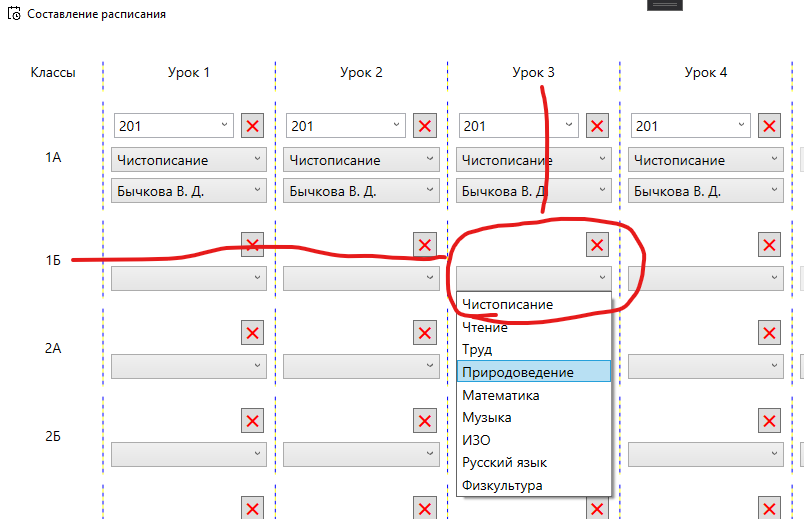 Составление расписания
Классы Урок 1 Урок 2 Урок 3 Урок 4
201 201 201 201
1А Чистописание Чистописание Чистописание Чистописание
Бычкова В. Д. Бычкова В. Д. Бычкова В. Д. Бычкова В. Д.
1Б
Чистописание
Чтение
2А
Труд
Природоведение
Математика
Музыка
2Б
ИЗО
Русский язык
Физкультура